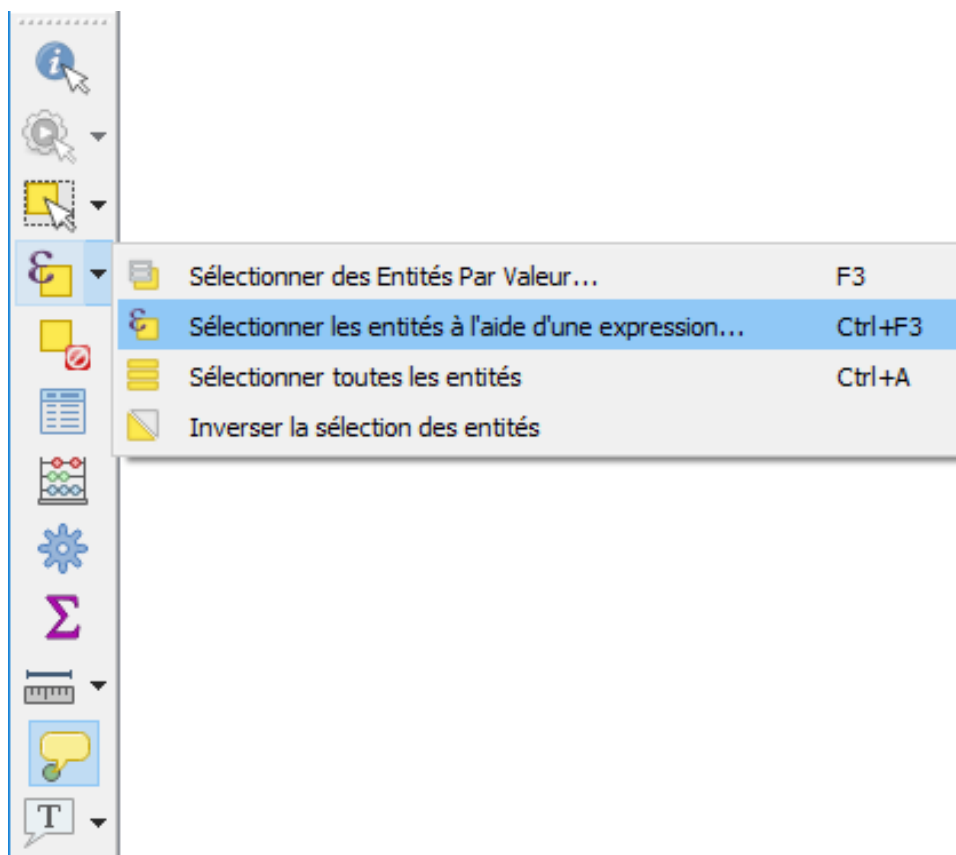 Sélectionner des Entités Par Valeur... F3
Sélectionner les entités à l'aide d'une expression... Ctrl+F3
Sélectionner toutes les entités Ctrl+A
Inverser la sélection des entités